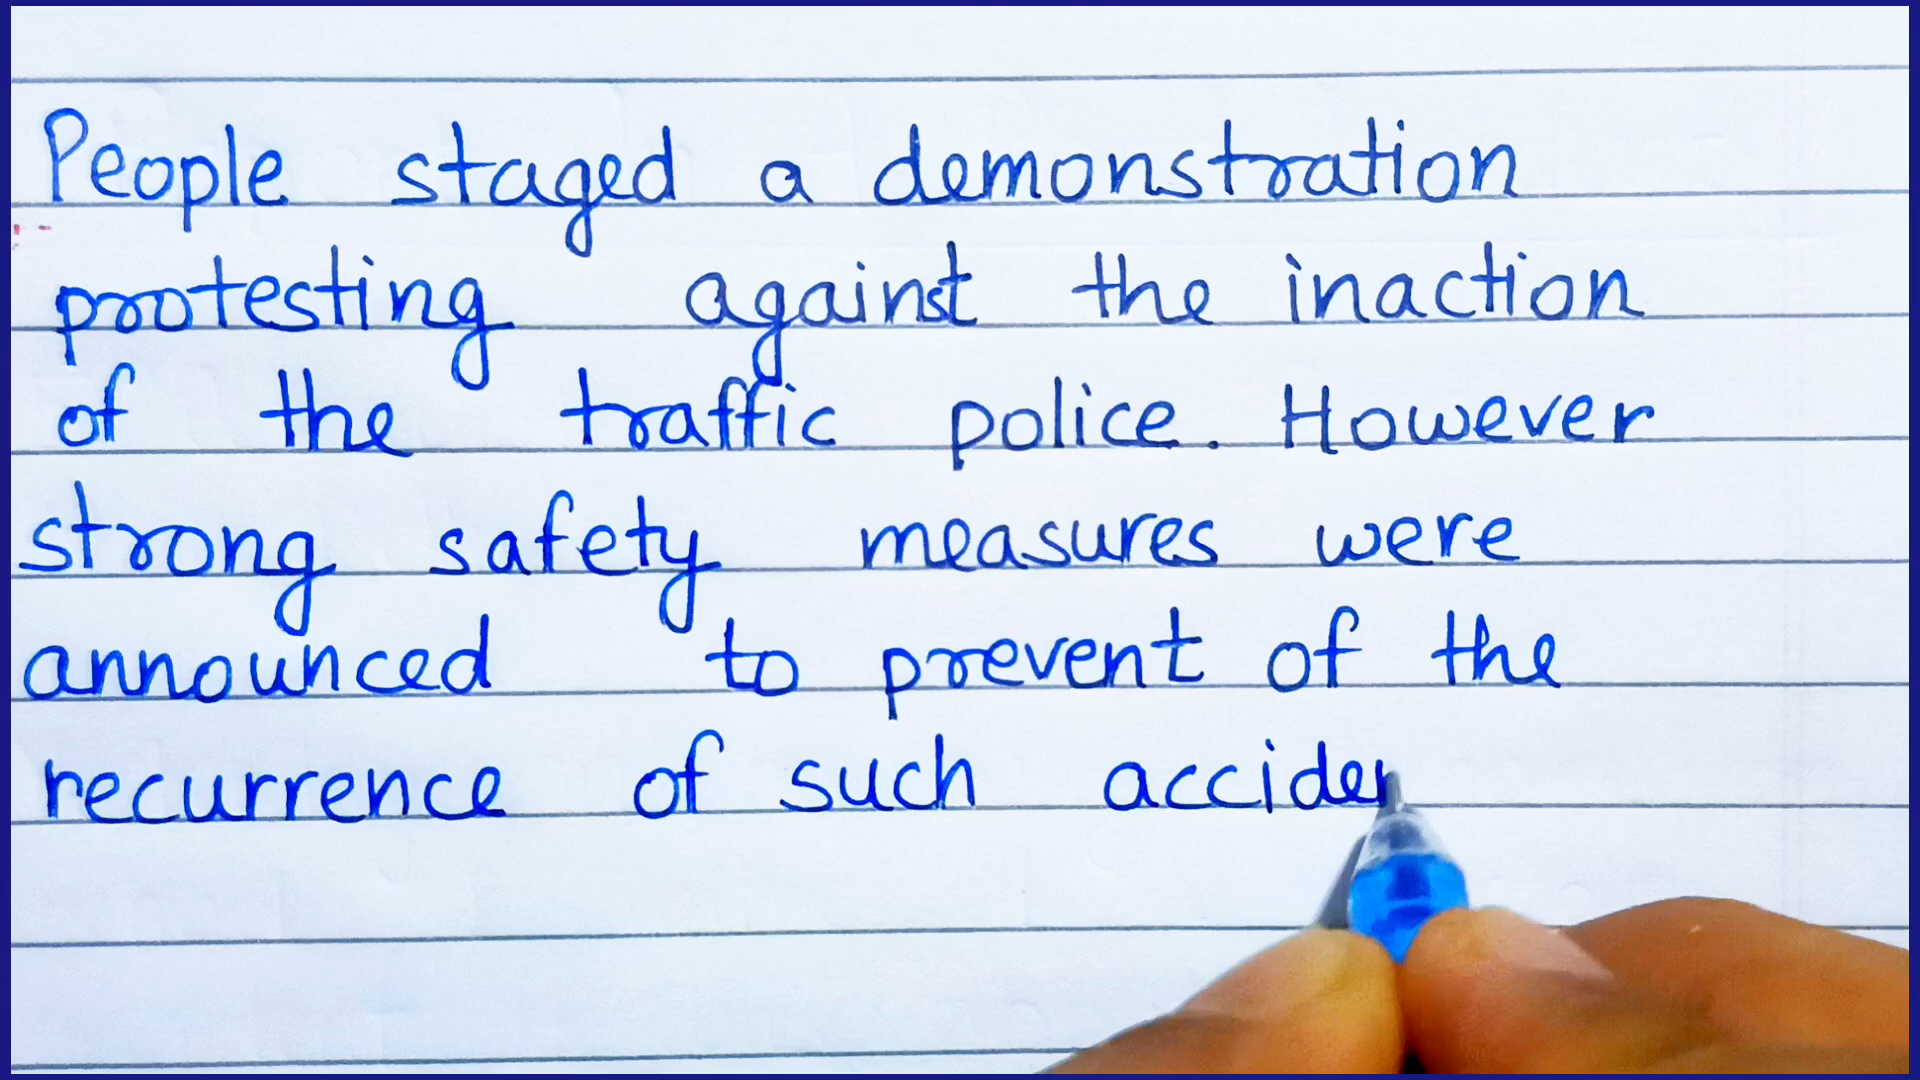 People staged a demonstration
protesting against the inaction
of the traffic police. However
strong safety measures were
announced to prevent of the
recurrence of such acciden